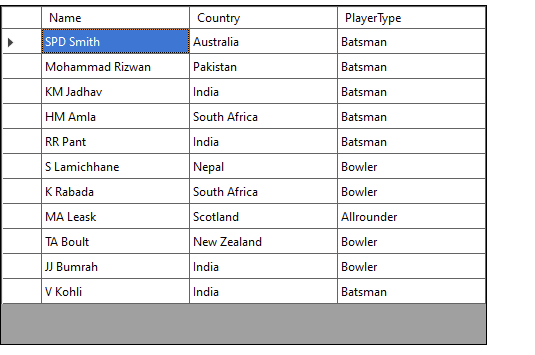 Name Country PlayerType
SPD Smith Australia Batsman
Mohammad Rizwan Pakistan Batsman
KM Jadhav India Batsman
HM Amla South Africa Batsman
RR Pant India Batsman
S Lamichhane Nepal Bowler
K Rabada South Africa Bowler
MA Leask Scotland Allrounder
TA Boult New Zealand Bowler
JJ Bumrah India Bowler
V Kohli India Batsman